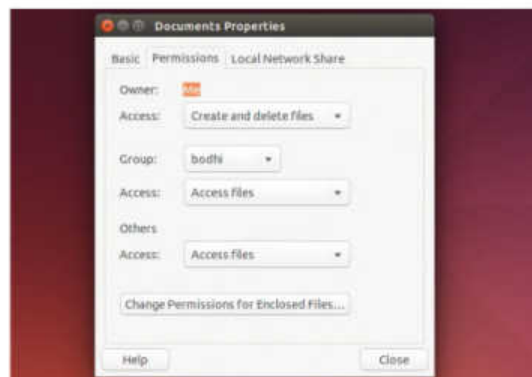 Documents Properties
Basic Permissions Local Network Share
Owner: Me
Access: Create and delete files
Group: bodhi
Access: Access files
Others
Access: Access files
Change Permissions for Enclosed Files...
Help Close